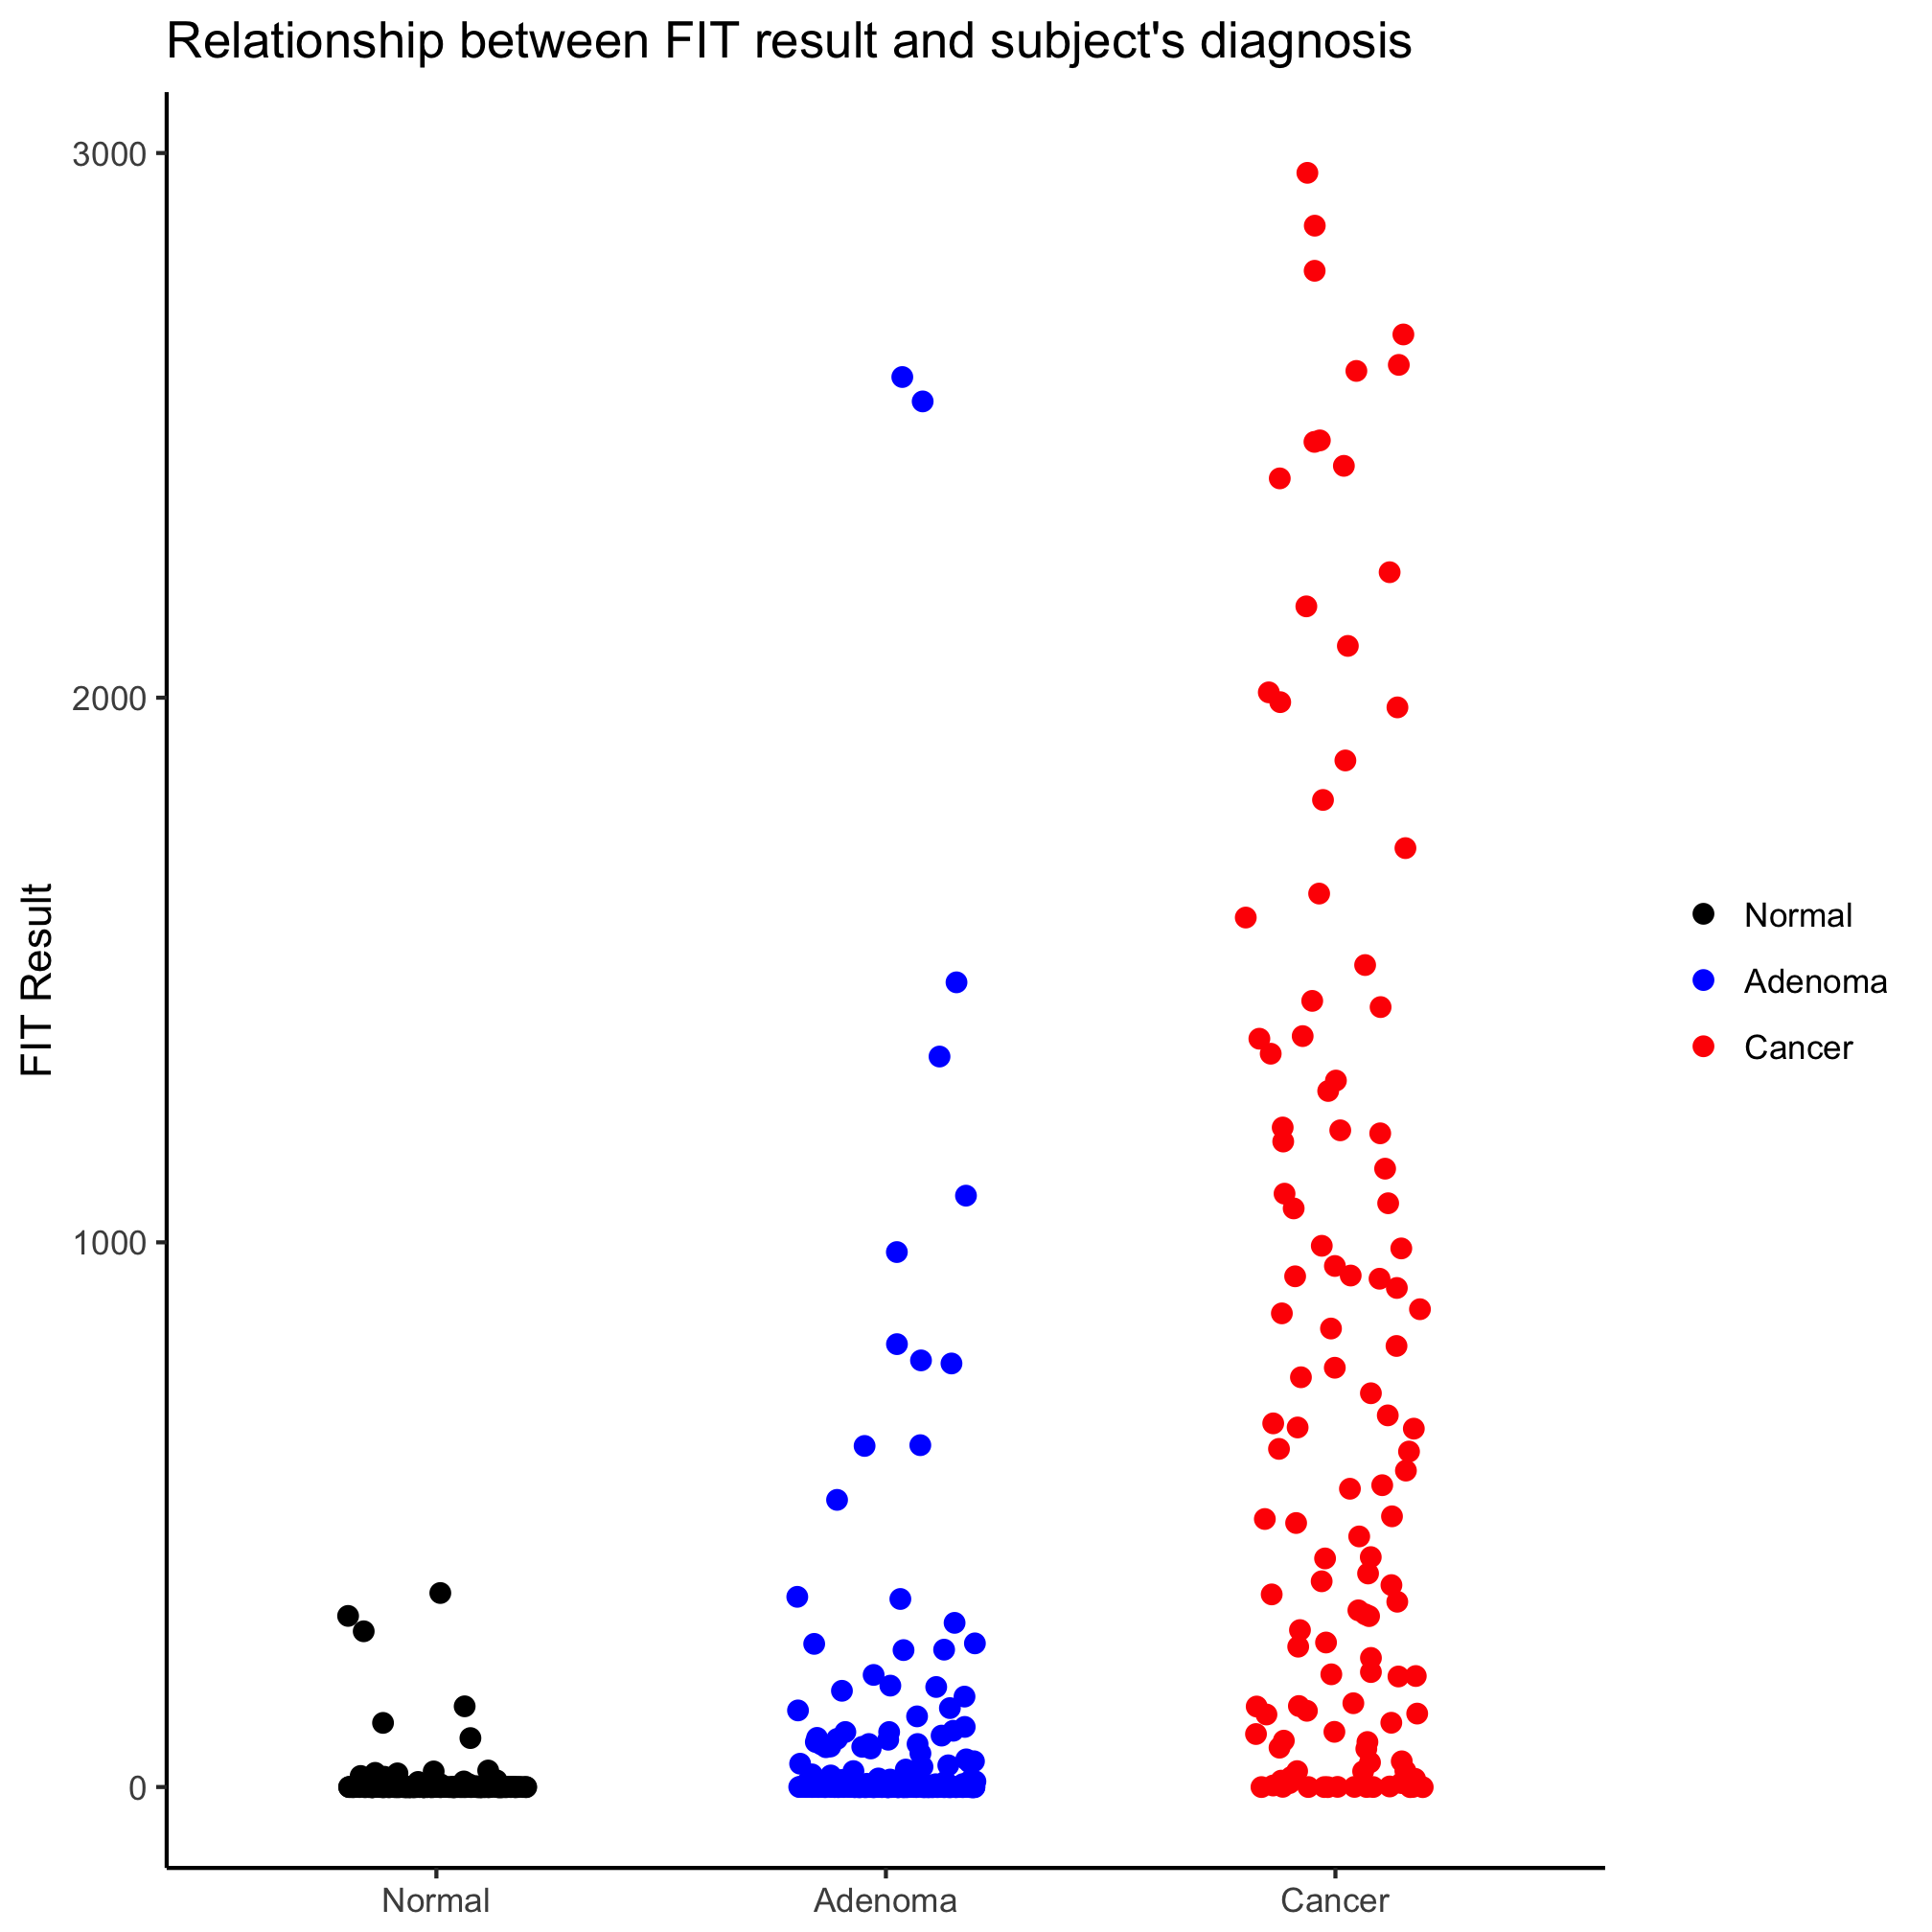 Relationship between FIT result and subject's diagnosis
3000
2000
1000
0
FIT Result
Normal
Adenoma
Cancer
Normal
Adenoma
Cancer